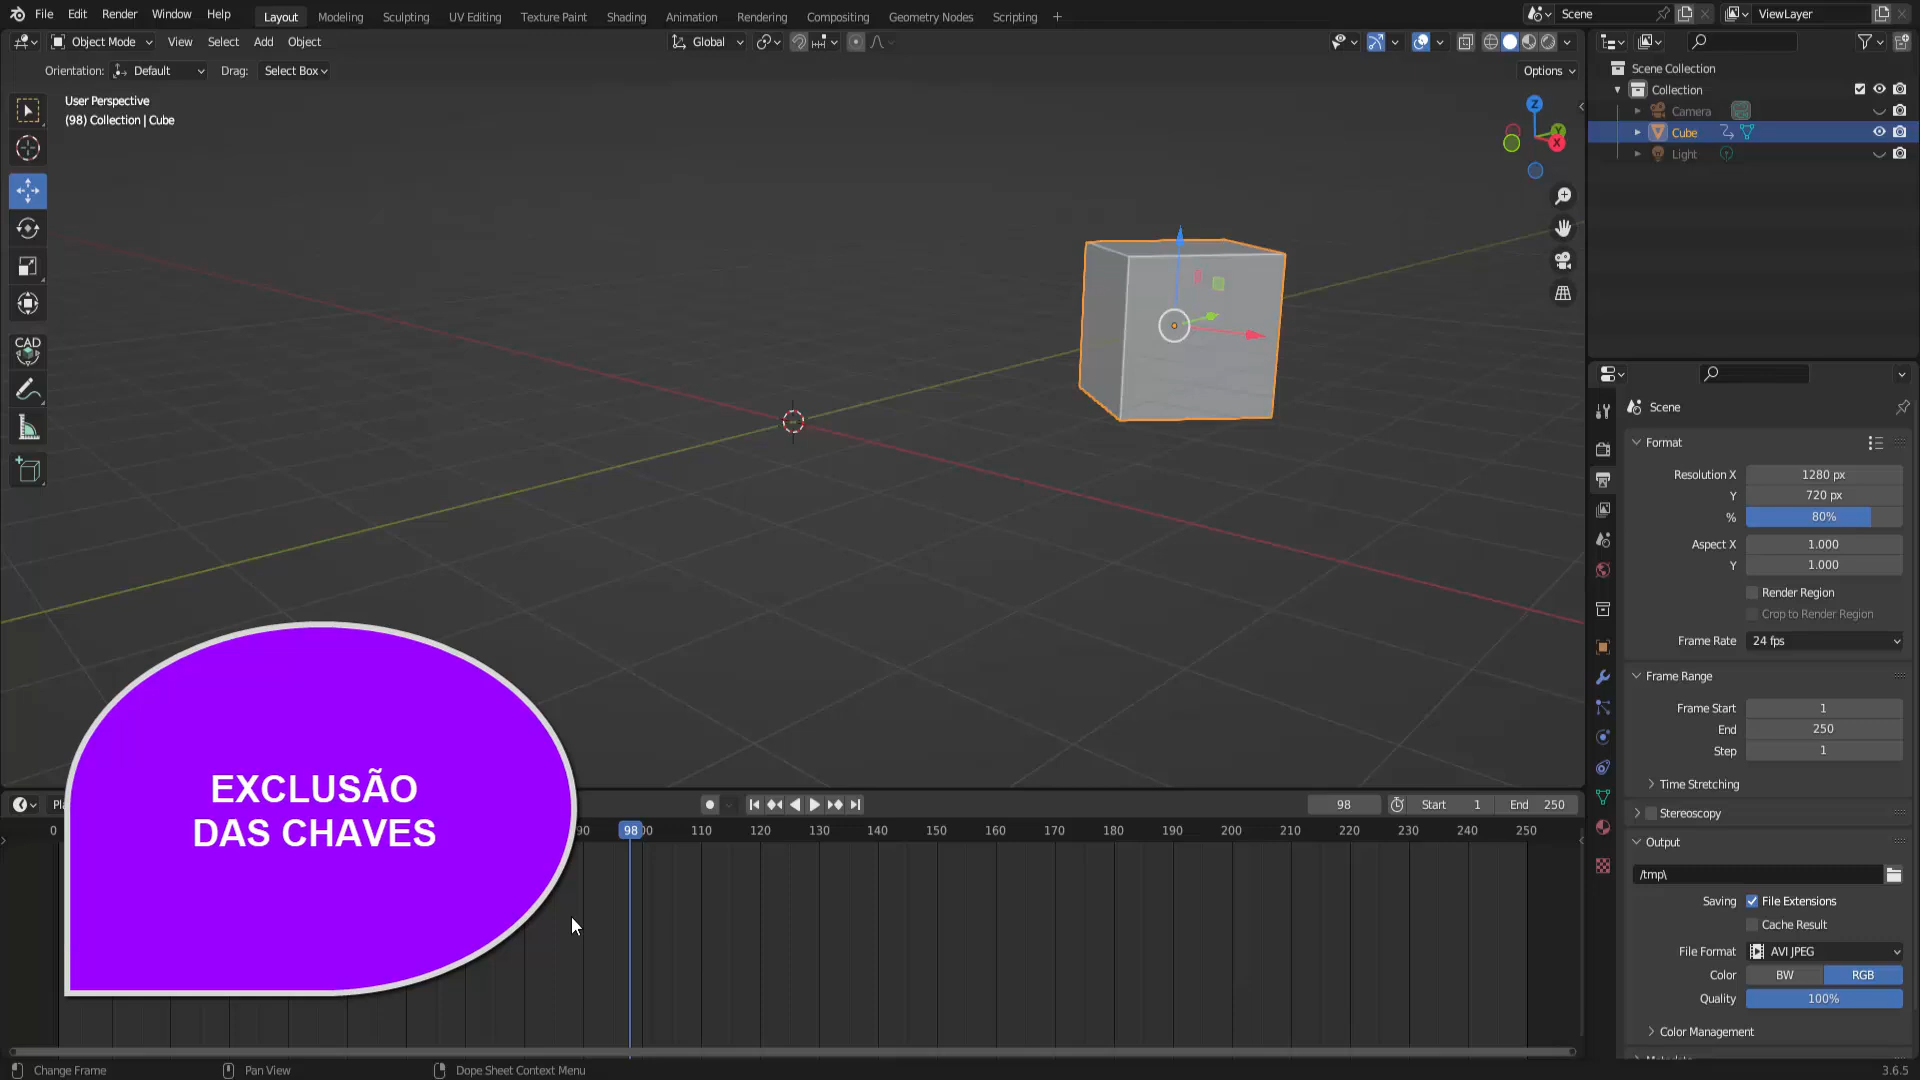 File Edit Render Window Help Layout Modeling Sculpting UV Editing Texture Paint Shading Animation Rendering Compositing Geometry Nodes Scripting + Scene ViewLayer
Object Mode View Select Add Object Global
Orientation: Default Drag: Select Box Options
User Perspective
(98) Collection | Cube
Z
Y
X
CAD
Scene Collection
Collection
Camera
Cube
Light
Scene
Format
Resolution X 1280 px
Y 720 px
% 80%
Aspect X 1.000
Y 1.000
Render Region
Crop to Render Region
Frame Rate 24 fps
Frame Range
Frame Start 1
End 250
Step 1
Time Stretching
Stereoscopy
Output
/tmp\
Saving File Extensions
Cache Result
File Format AVI JPEG
Color BW RGB
Quality 100%
Color Management
EXCLUSÃO
DAS CHAVES
98 Start 1 End 250
0 90 98 110 120 130 140 150 160 170 180 190 200 210 220 230 240 250
Change Frame Pan View Dope Sheet Context Menu 3.6.5